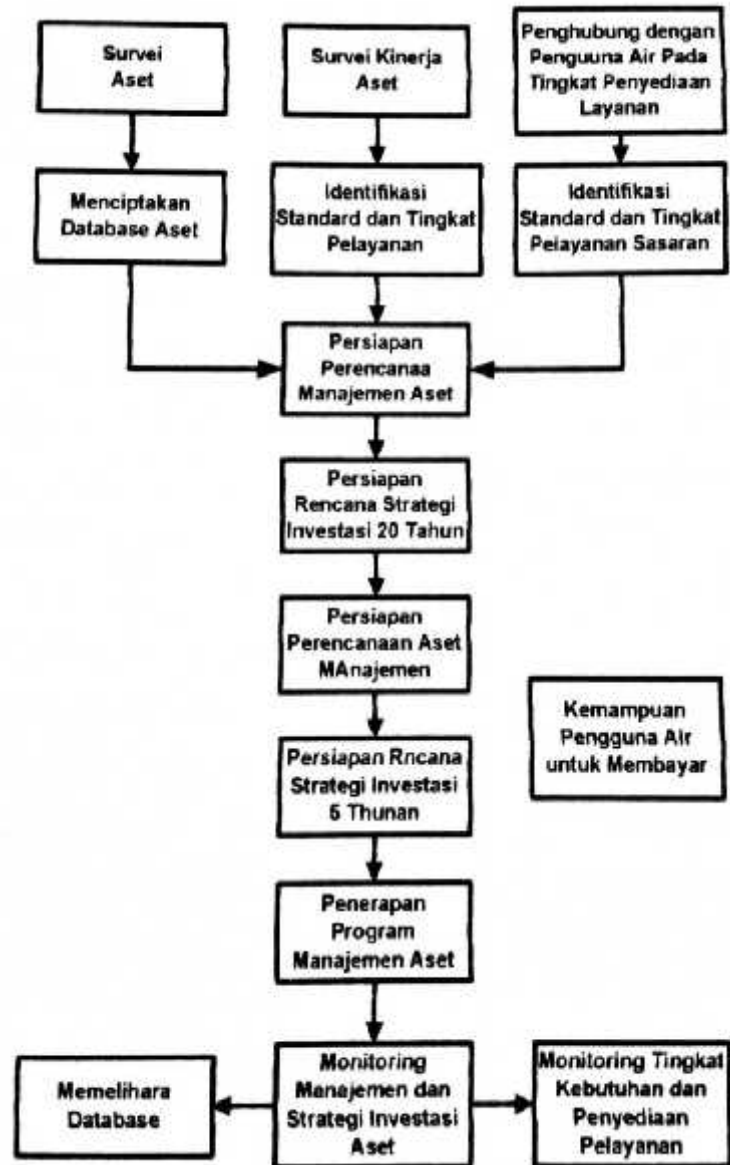 Survei
Aset
Survei Kinerja
Aset
Penghubung dengan
Penguuna Air Pada
Tingkat Penyediaan
Layanan
Menciptakan
Database Aset
Identifikasi
Standard dan Tingkat
Pelayanan
Identifikasi
Standard dan Tingkat
Pelayanan Sasaran
Persiapan
Perencanaa
Manajemen Aset
Persiapan
Rencana Strategi
Investasi 20 Tahun
Persiapan
Perencanaan Aset
MAnajemen
Kemampuan
Pengguna Air
untuk Membayar
Persiapan Rncana
Strategi Investasi
5 Thunan
Penerapan
Program
Manajemen Aset
Memelihara
Database
Monitoring
Manajemen dan
Strategi Investasi
Aset
Monitoring Tingkat
Kebutuhan dan
Penyediaan
Pelayanan